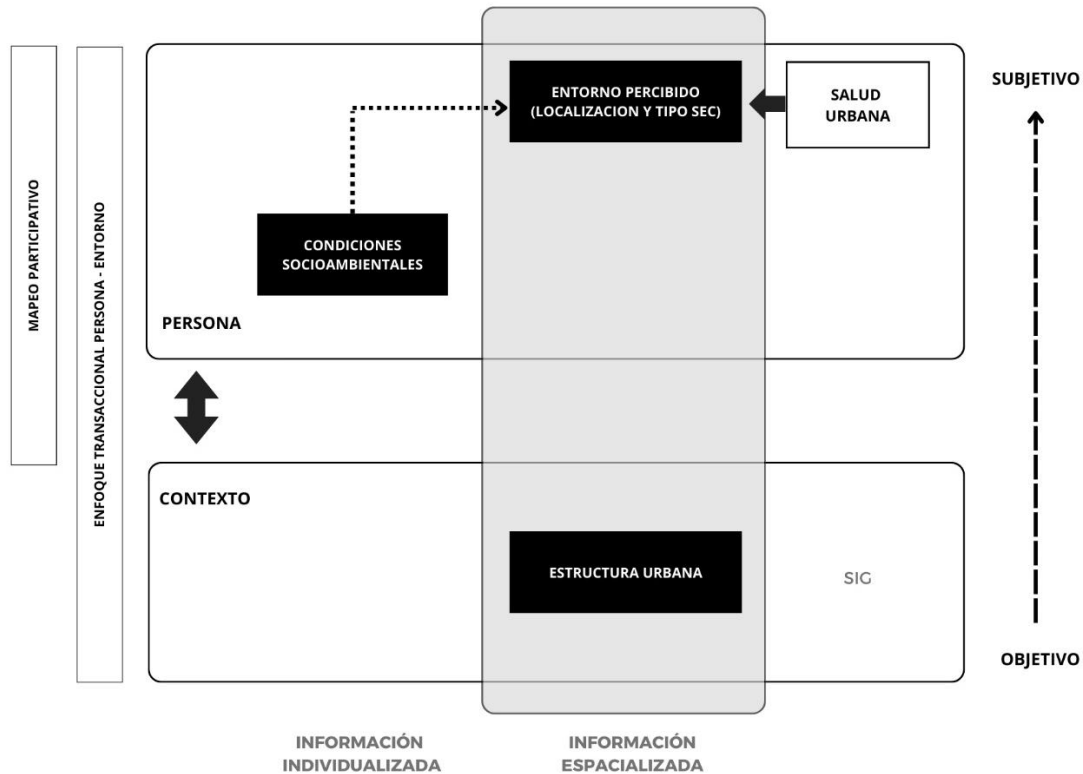 MAPEO PARTICIPATIVO
ENFOQUE TRANSACCIONAL PERSONA - ENTORNO
ENTORNO PERCIBIDO
(LOCALIZACION Y TIPO SEC)
SALUD
URBANA
SUBJETIVO
CONDICIONES
SOCIOAMBIENTALES
PERSONA
CONTEXTO
ESTRUCTURA URBANA
SIG
OBJETIVO
INFORMACIÓN
INDIVIDUALIZADA
INFORMACIÓN
ESPACIALIZADA